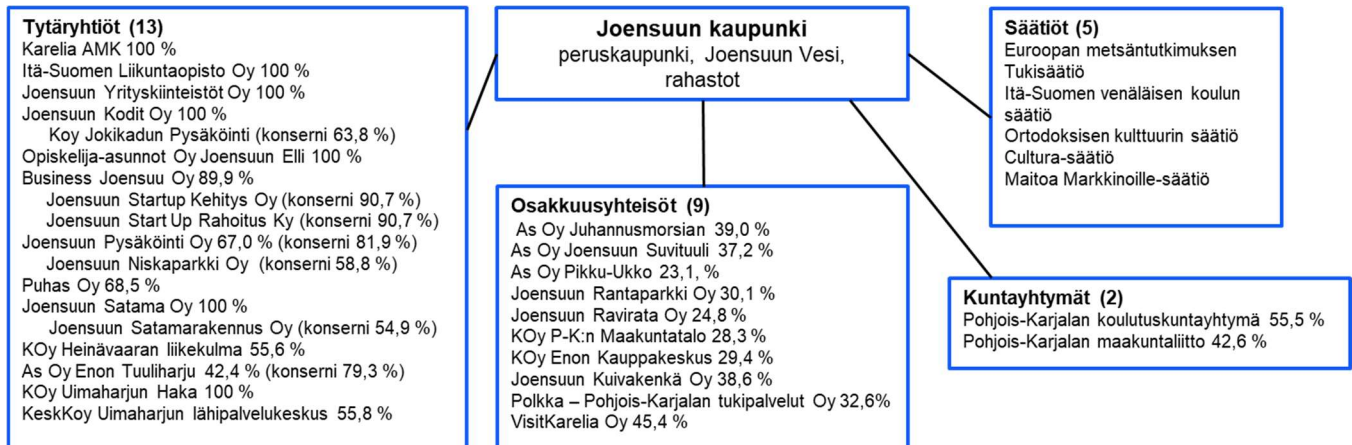 Tytäryhtiöt (13)
Karelia AMK 100 %
Itä-Suomen Liikuntaopisto Oy 100 %
Joensuun Yrityskiinteistöt Oy 100 %
Joensuun Kodit Oy 100 %
Koy Jokikadun Pysäköinti (konserni 63,8 %)
Opiskelija-asunnot Oy Joensuun Elli 100 %
Business Joensuu Oy 89,9 %
Joensuun Startup Kehitys Oy (konserni 90,7 %)
Joensuun Start Up Rahoitus Ky (konserni 90,7 %)
Joensuun Pysäköinti Oy 67,0 % (konserni 81,9 %)
Joensuun Niskaparkki Oy (konserni 58,8 %)
Puhas Oy 68,5 %
Joensuun Satama Oy 100 %
Joensuun Satamarakennus Oy (konserni 54,9 %)
KOy Heinävaaran liikekulma 55,6 %
As Oy Enon Tuuliharju 42,4 % (konserni 79,3 %)
KOy Uimaharjun Haka 100 %
KeskKoy Uimaharjun lähipalvelukeskus 55,8 %
Joensuun kaupunki
peruskaupunki, Joensuun Vesi,
rahastot
Osakkuusyhteisöt (9)
As Oy Juhannusmorsian 39,0 %
As Oy Joensuun Suvituuli 37,2 %
As Oy Pikku-Ukko 23,1, %
Joensuun Rantaparkki Oy 30,1 %
Joensuun Ravirata Oy 24,8 %
KOy P-K:n Maakuntatalo 28,3 %
KOy Enon Kauppakeskus 29,4 %
Joensuun Kuivakenkä Oy 38,6 %
Polkka – Pohjois-Karjalan tukipalvelut Oy 32,6%
VisitKarelia Oy 45,4 %
Säätiöt (5)
Euroopan metsäntutkimuksen
Tukisäätiö
Itä-Suomen venäläisen koulun
säätiö
Ortodoksisen kulttuurin säätiö
Cultura-säätiö
Maitoa Markkinoille-säätiö
Kuntayhtymät (2)
Pohjois-Karjalan koulutuskuntayhtymä 55,5 %
Pohjois-Karjalan maakuntaliitto 42,6 %